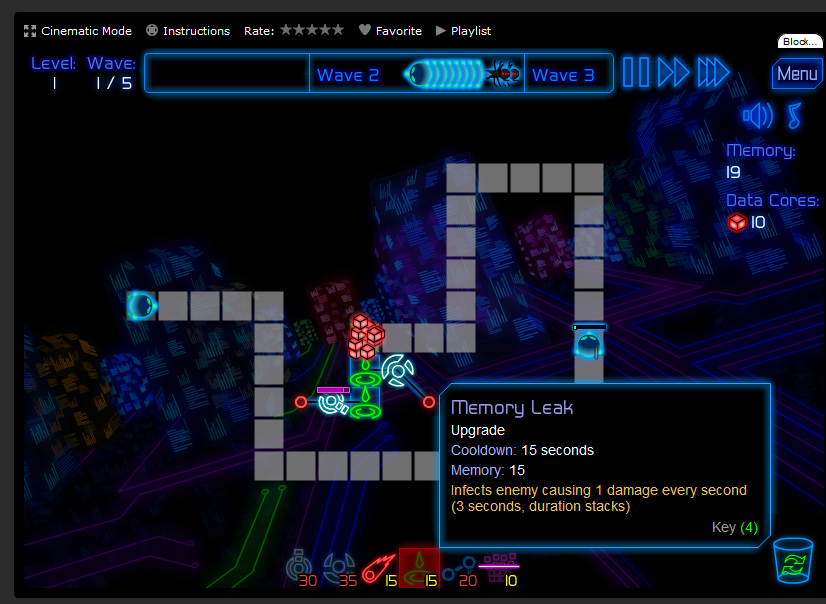 Cinematic Mode Instructions Rate: Favorite Playlist
Block...
Level: Wave:
1 1 / 5
Wave 2 Wave 3
Menu
Memory:
19
Data Cores:
10
Memory Leak
Upgrade
Cooldown: 15 seconds
Memory: 15
Infects enemy causing 1 damage every second
(3 seconds, duration stacks)
Key (4)
30 35 15 15 20 10